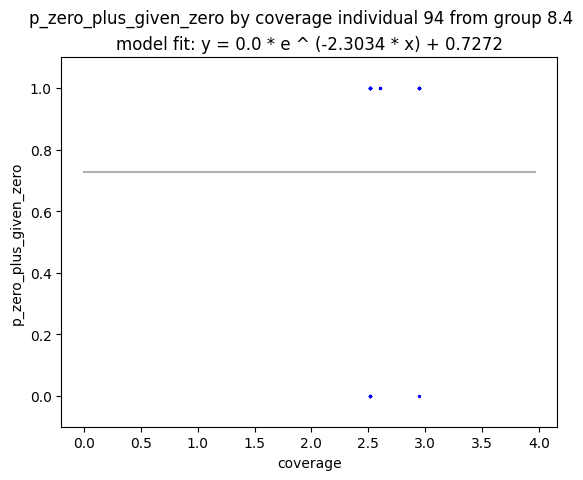 p_zero_plus_given_zero by coverage individual 94 from group 8.4
model fit: y = 0.0 * e ^ (-2.3034 * x) + 0.7272
1.0
0.8
0.6
0.4
0.2
0.0
p_zero_plus_given_zero
0.0 0.5 1.0 1.5 2.0 2.5 3.0 3.5 4.0
coverage